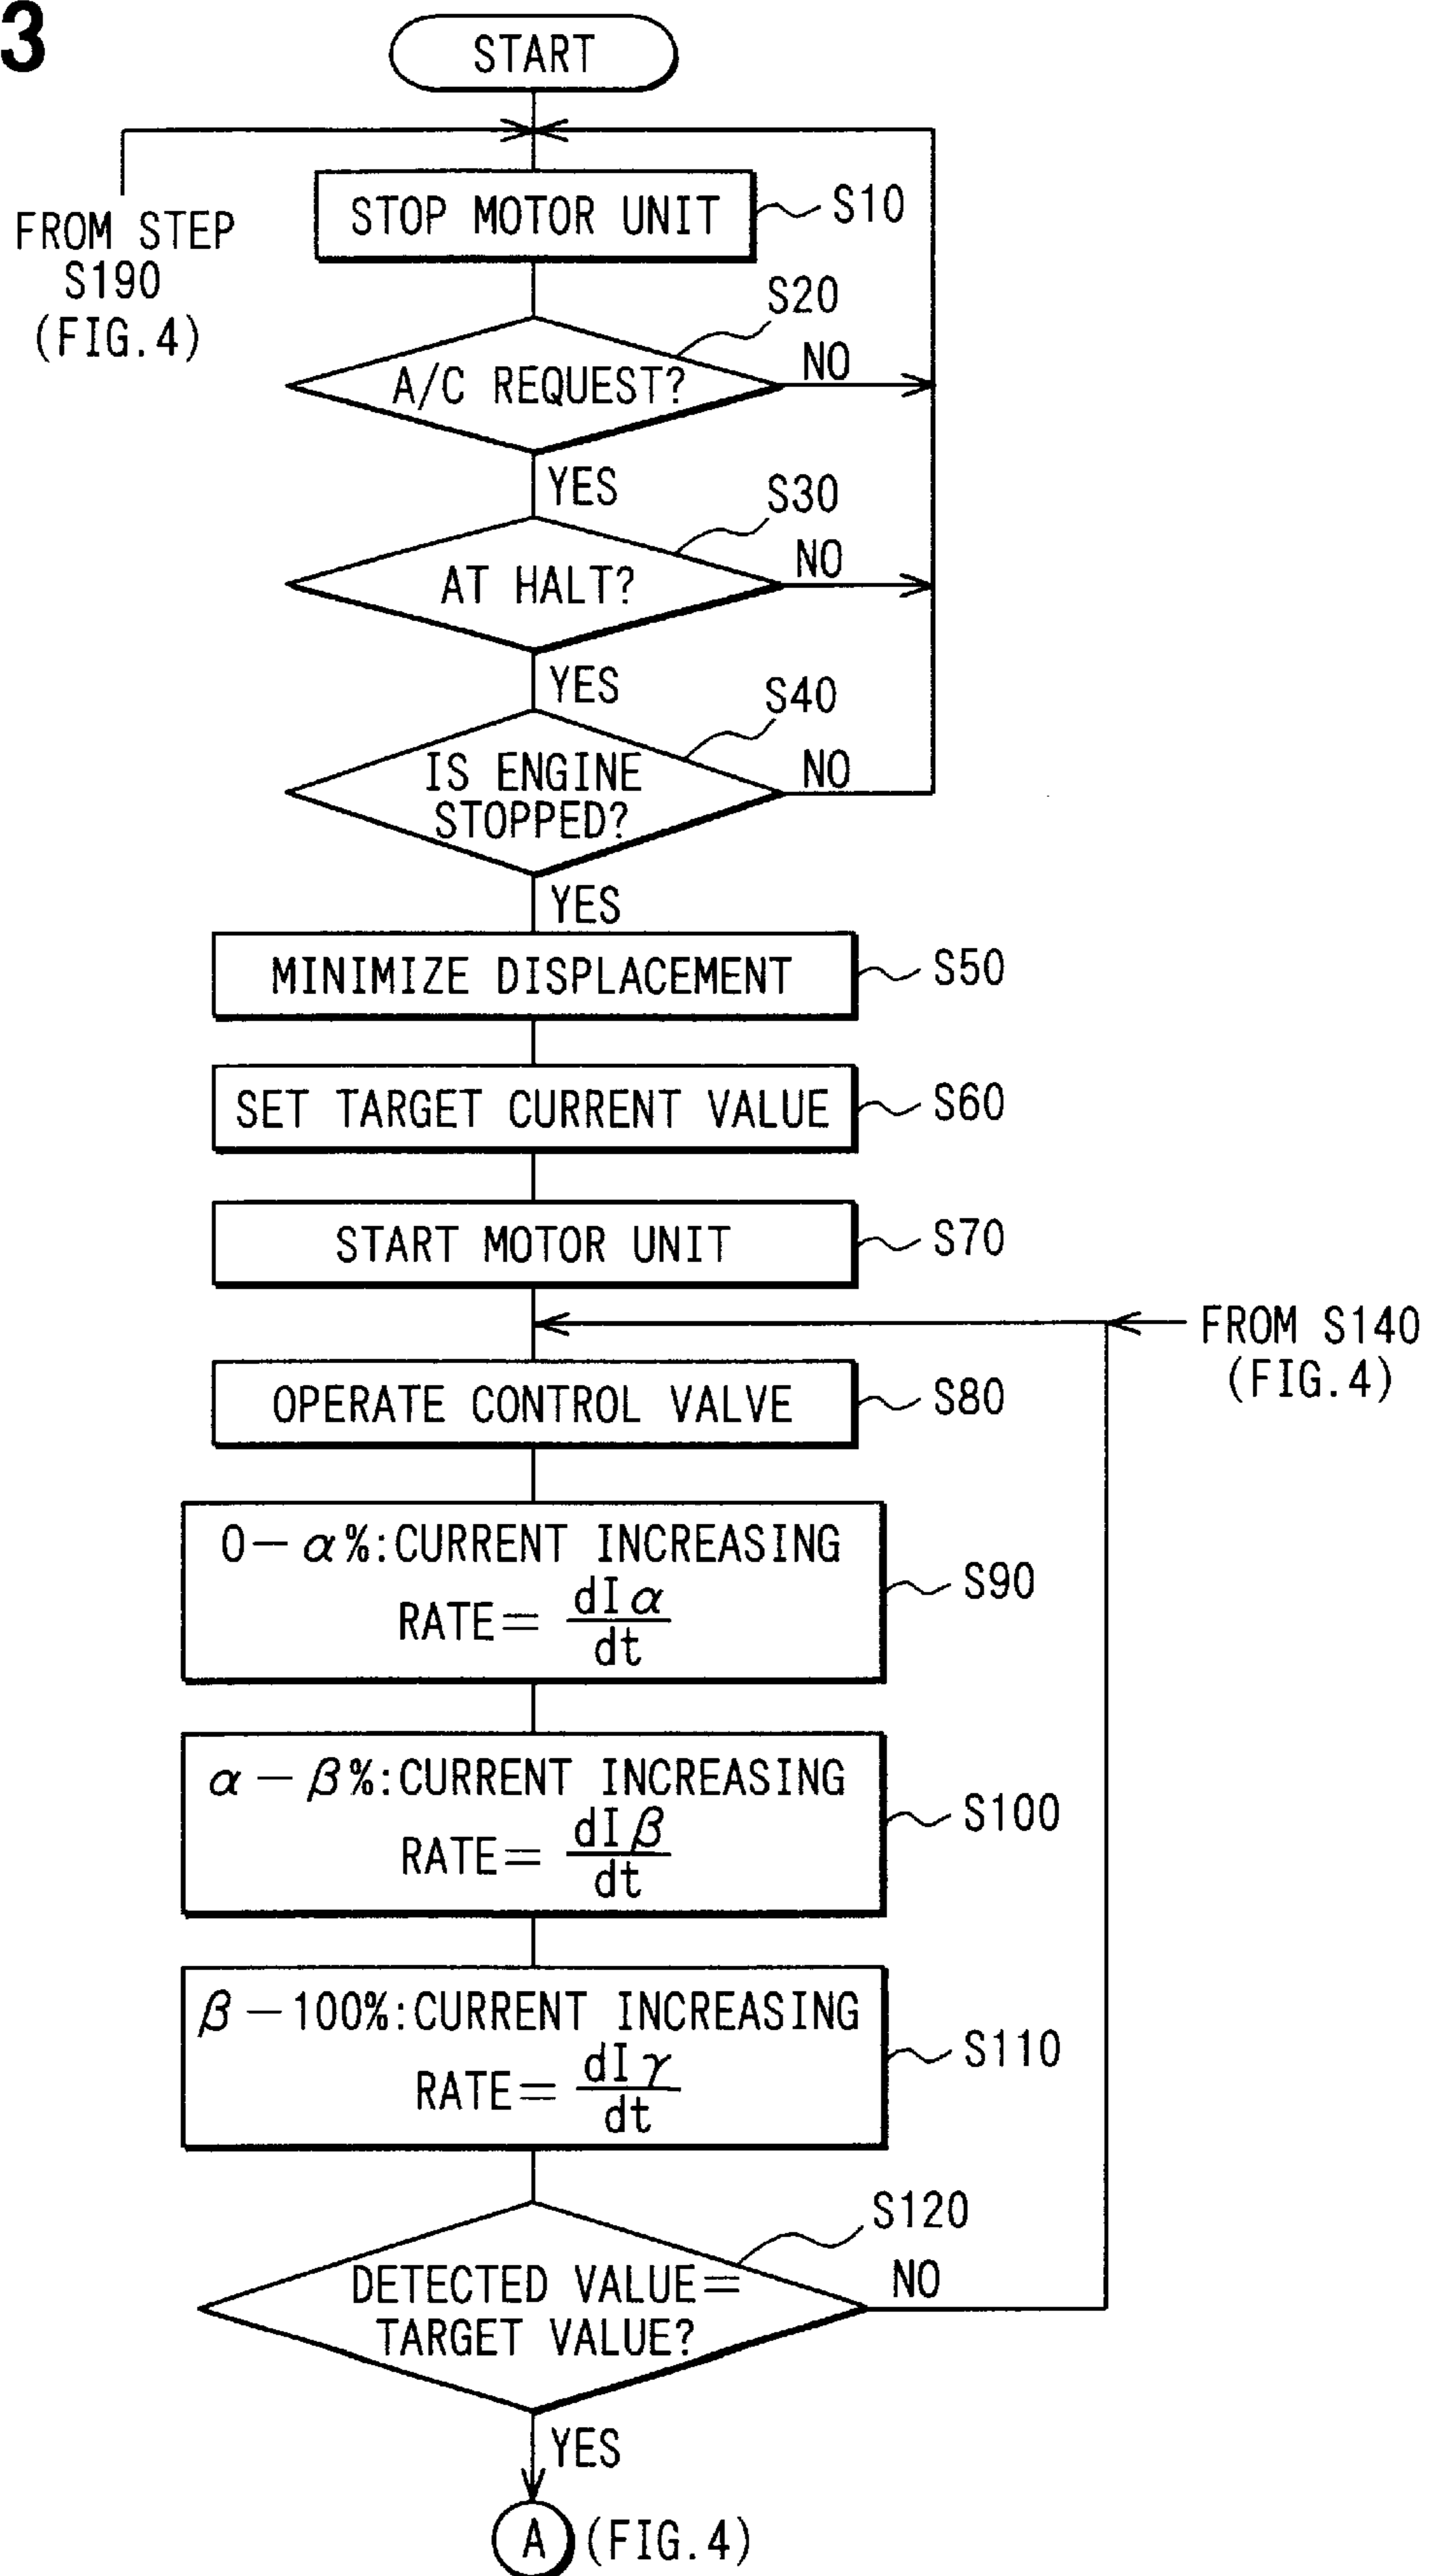 3
START
FROM STEP
S190
(FIG.4)
STOP MOTOR UNIT
S10
S20
A/C REQUEST?
NO
YES
S30
AT HALT?
NO
YES
S40
IS ENGINE
STOPPED?
NO
YES
MINIMIZE DISPLACEMENT
S50
SET TARGET CURRENT VALUE
S60
START MOTOR UNIT
S70
FROM S140
(FIG.4)
OPERATE CONTROL VALVE
S80
0－α%:CURRENT INCREASING
RATE= dIα
dt
S90
α－β%:CURRENT INCREASING
RATE= dIβ
dt
S100
β－100%:CURRENT INCREASING
RATE= dIγ
dt
S110
S120
DETECTED VALUE=
TARGET VALUE?
NO
YES
A (FIG.4)